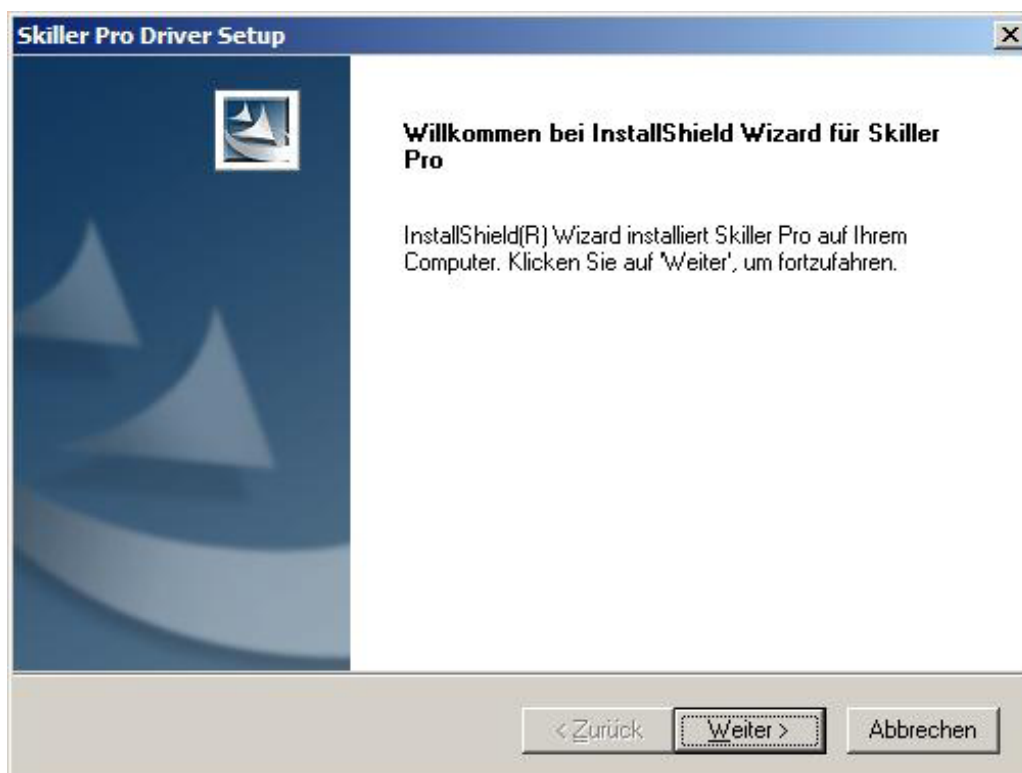 Skiller Pro Driver Setup
Willkommen bei InstallShield Wizard für Skiller
Pro
InstallShield(R) Wizard installiert Skiller Pro auf Ihrem
Computer. Klicken Sie auf 'Weiter', um fortzufahren.
< Zurück
Weiter >
Abbrechen